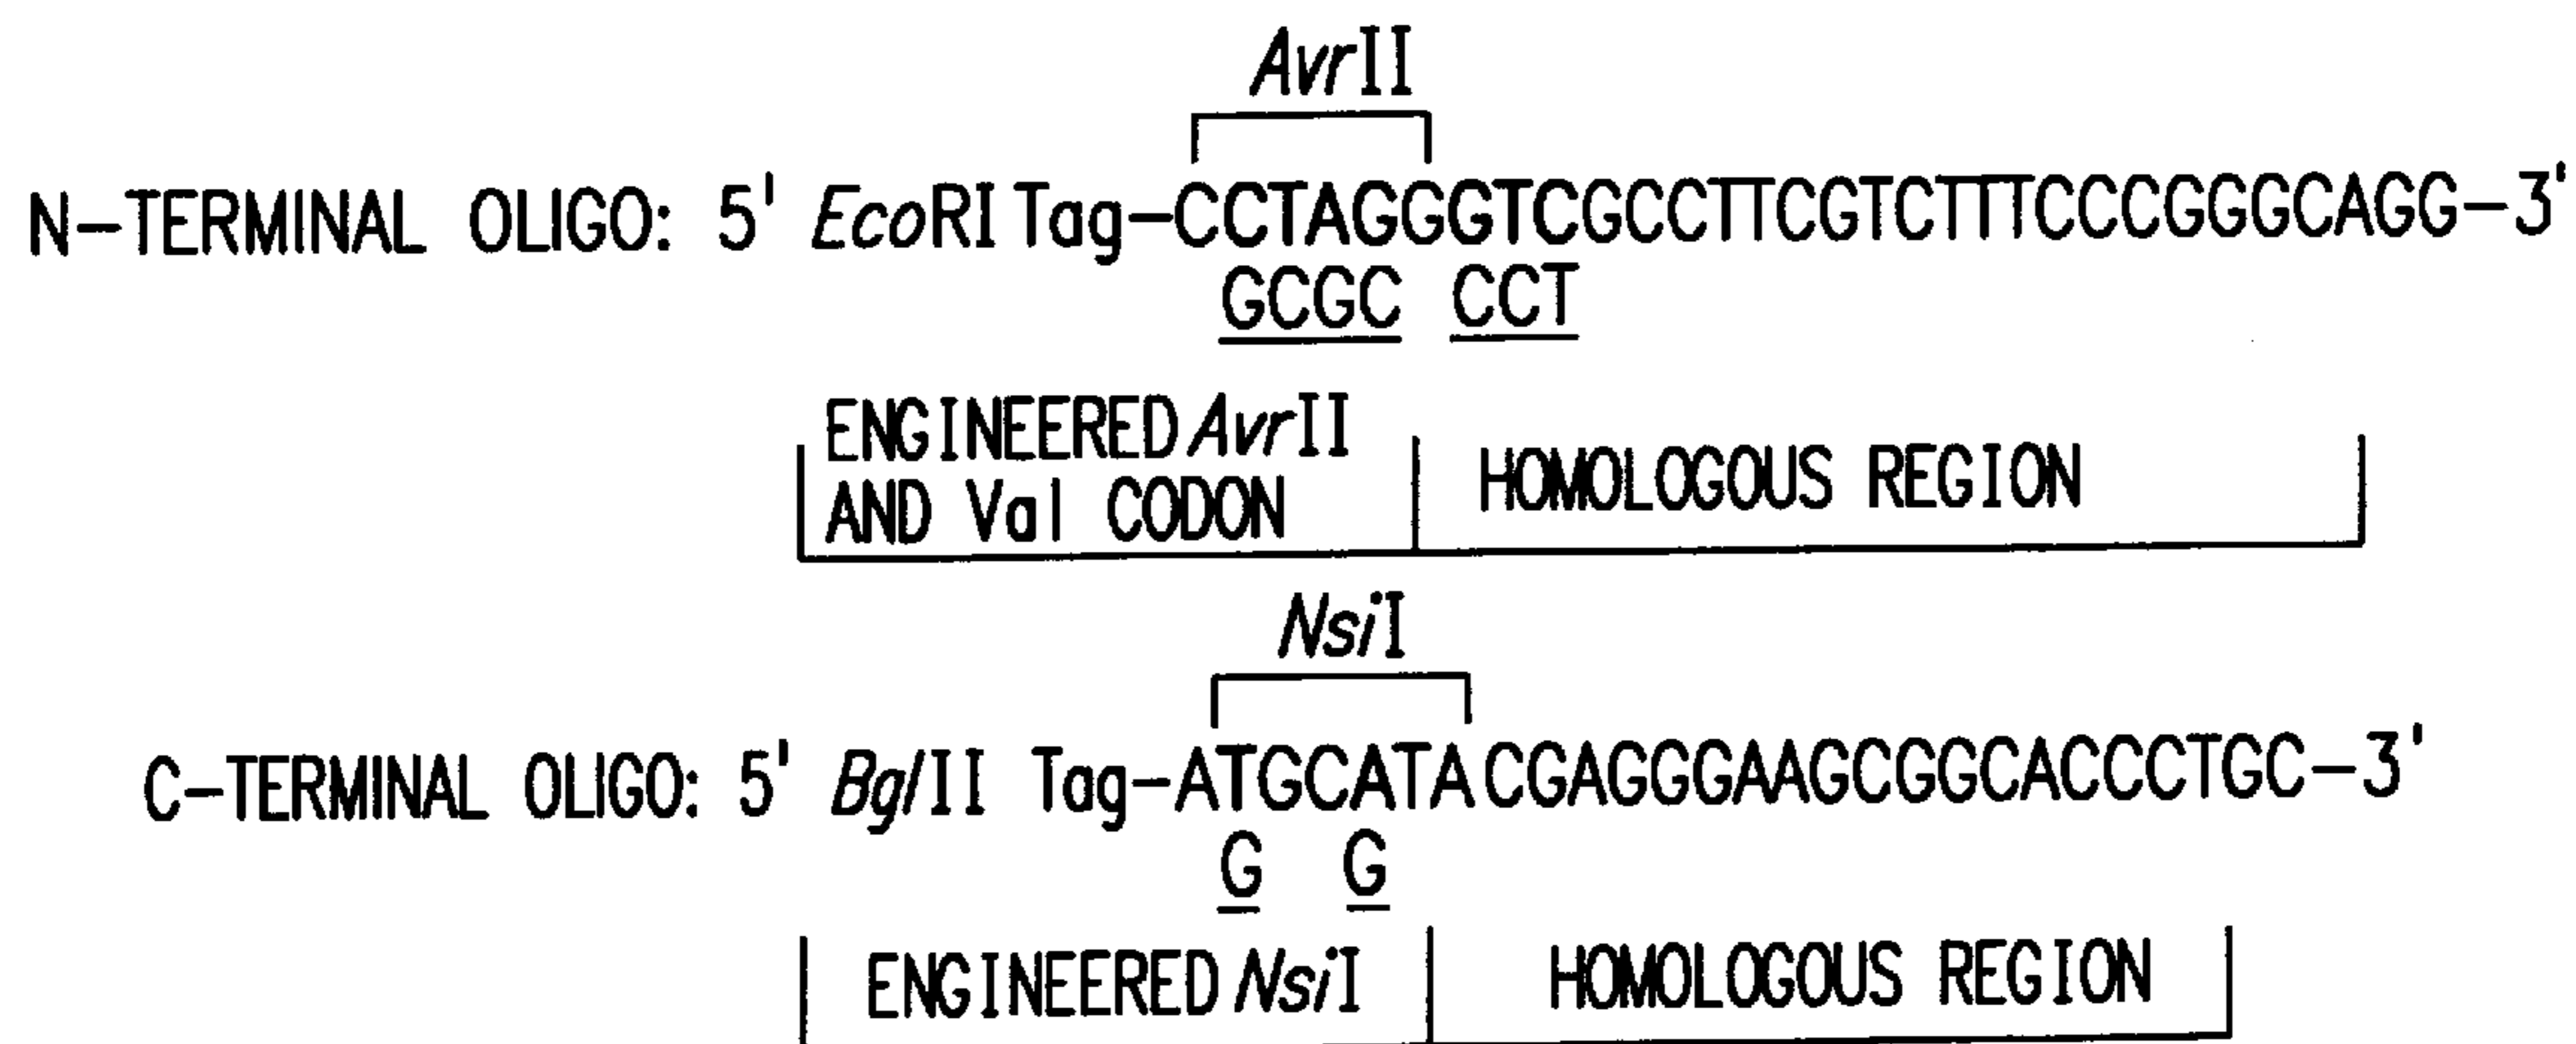 AvrII
N-TERMINAL OLIGO: 5' EcoRI Tag-CCTAGGGTCGCCTTCGTCTTTCCCGGGCAGG-3'
GCGC CCT
ENGINEERED AvrII
AND Val CODON
HOMOLOGOUS REGION
NsiI
C-TERMINAL OLIGO: 5' BglII Tag-ATGCATACGAGGGAAGCGGCACCCTGC-3'
G G
ENGINEERED NsiI HOMOLOGOUS REGION